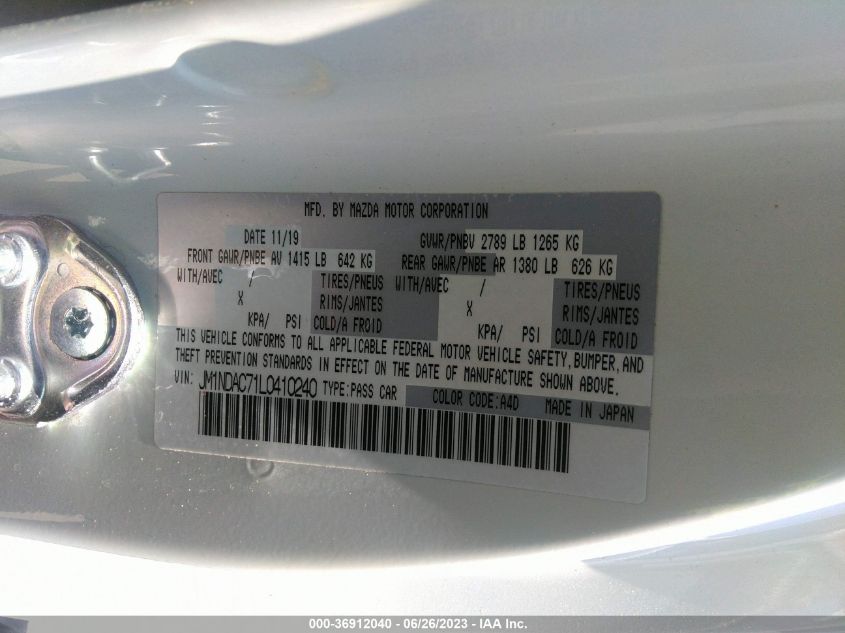 MFD. BY MAZDA MOTOR CORPORATION
DATE 11/19 GVWR/PNBV 2789 LB 1265 KG
FRONT GAWR/PNBE AV 1415 LB 642 KG REAR GAWR/PNBE AR 1380 LB 626 KG
WITH/AVEC / TIRES/PNEUS WITH/AVEC / TIRES/PNEUS
X RIMS/JANTES X RIMS/JANTES
KPA/ PSI COLD/A FROID KPA/ PSI COLD/A FROID
THIS VEHICLE CONFORMS TO ALL APPLICABLE FEDERAL MOTOR VEHICLE SAFETY, BUMPER, AND
THEFT PREVENTION STANDARDS IN EFFECT ON THE DATE OF MANUFACTURE SHOWN ABOVE.
VIN: JM1NDAC71L0410240 TYPE:PASS CAR COLOR CODE:A4D MADE IN JAPAN
000-36912040 - 06/26/2023 - IAA Inc.